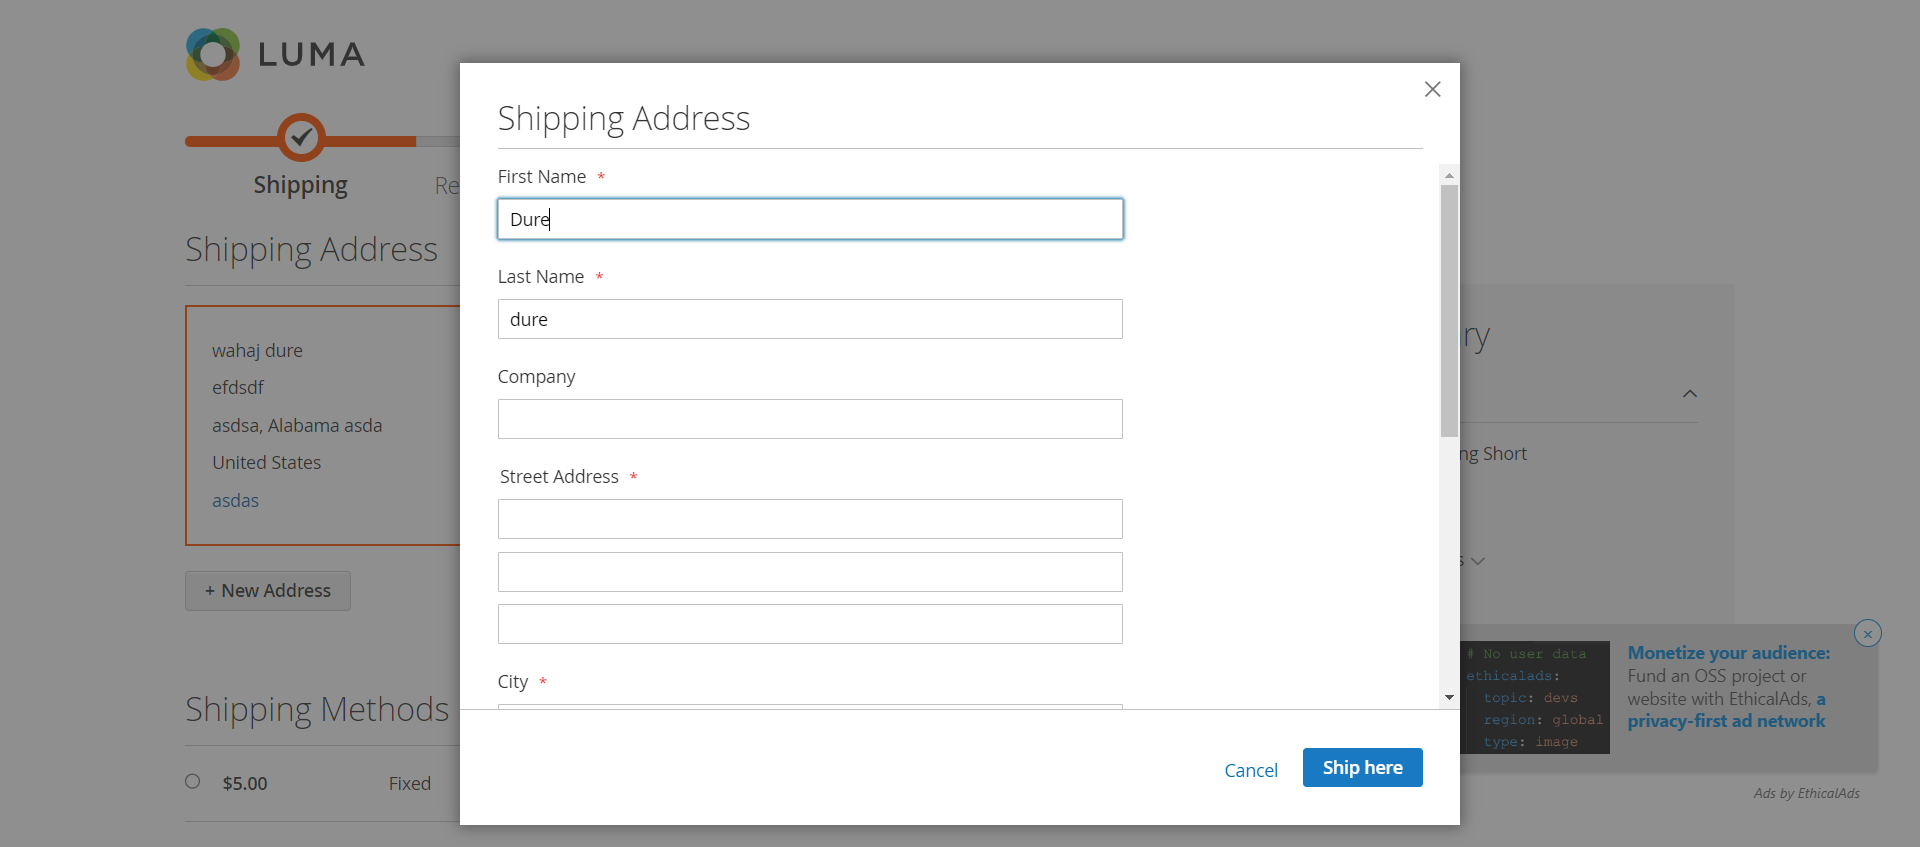 LUMA
Shipping
Re
Shipping Address
wahaj dure
efdsdf
asdsa, Alabama asda
United States
asdas
+ New Address
Shipping Methods
$5.00 Fixed
Shipping Address
First Name *
Dure
Last Name *
dure
Company
Street Address *
City *
Cancel
Ship here
ry
ng Short
s
# No user data
ethicalads:
topic: devs
region: global
type: image
Monetize your audience:
Fund an OSS project or
website with EthicalAds, a
privacy-first ad network
Ads by EthicalAds